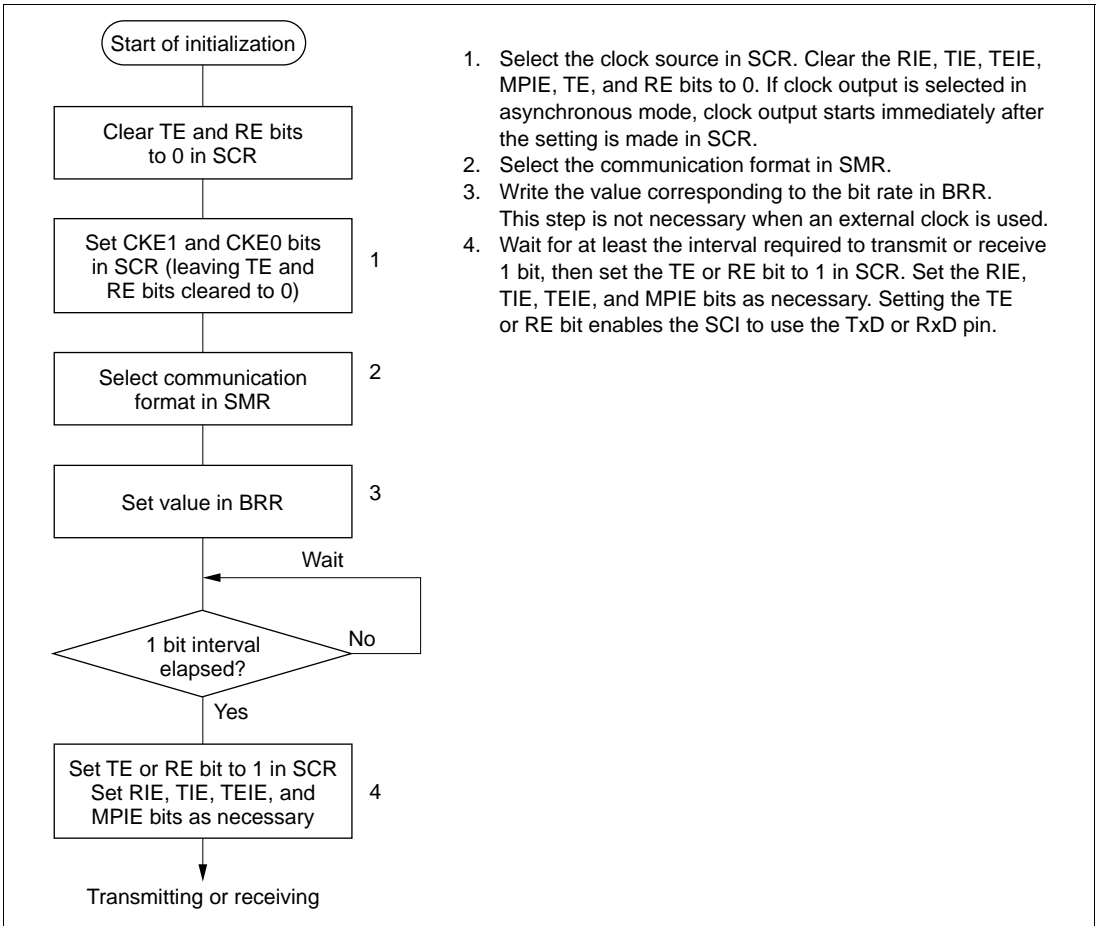 Start of initialization
Clear TE and RE bits
to 0 in SCR
Set CKE1 and CKE0 bits
in SCR (leaving TE and
RE bits cleared to 0)
1
Select communication
format in SMR
2
Set value in BRR
3
Wait
1 bit interval
elapsed?
No
Yes
Set TE or RE bit to 1 in SCR
Set RIE, TIE, TEIE, and
MPIE bits as necessary
4
Transmitting or receiving
1. Select the clock source in SCR. Clear the RIE, TIE, TEIE,
MPIE, TE, and RE bits to 0. If clock output is selected in
asynchronous mode, clock output starts immediately after
the setting is made in SCR.
2. Select the communication format in SMR.
3. Write the value corresponding to the bit rate in BRR.
This step is not necessary when an external clock is used.
4. Wait for at least the interval required to transmit or receive
1 bit, then set the TE or RE bit to 1 in SCR. Set the RIE,
TIE, TEIE, and MPIE bits as necessary. Setting the TE
or RE bit enables the SCI to use the TxD or RxD pin.